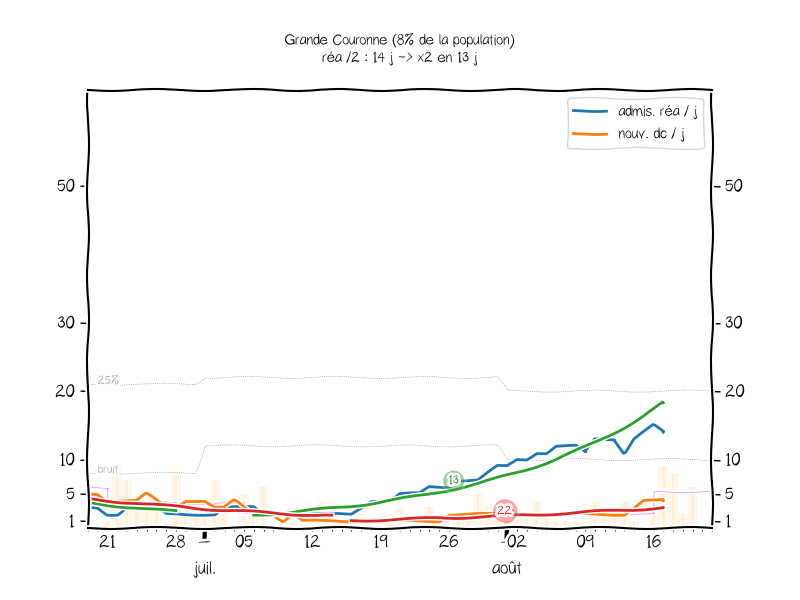 Grande Couronne (8% de la population)
réa /2 : 14 j -> x2 en 13 j
admis. réa / j
nouv. dc / j
50 50
30 30
25%
20 20
bruit
10 10
13
5 5
22
1 1
21 28 05 12 19 26 02 09 16
juil. août